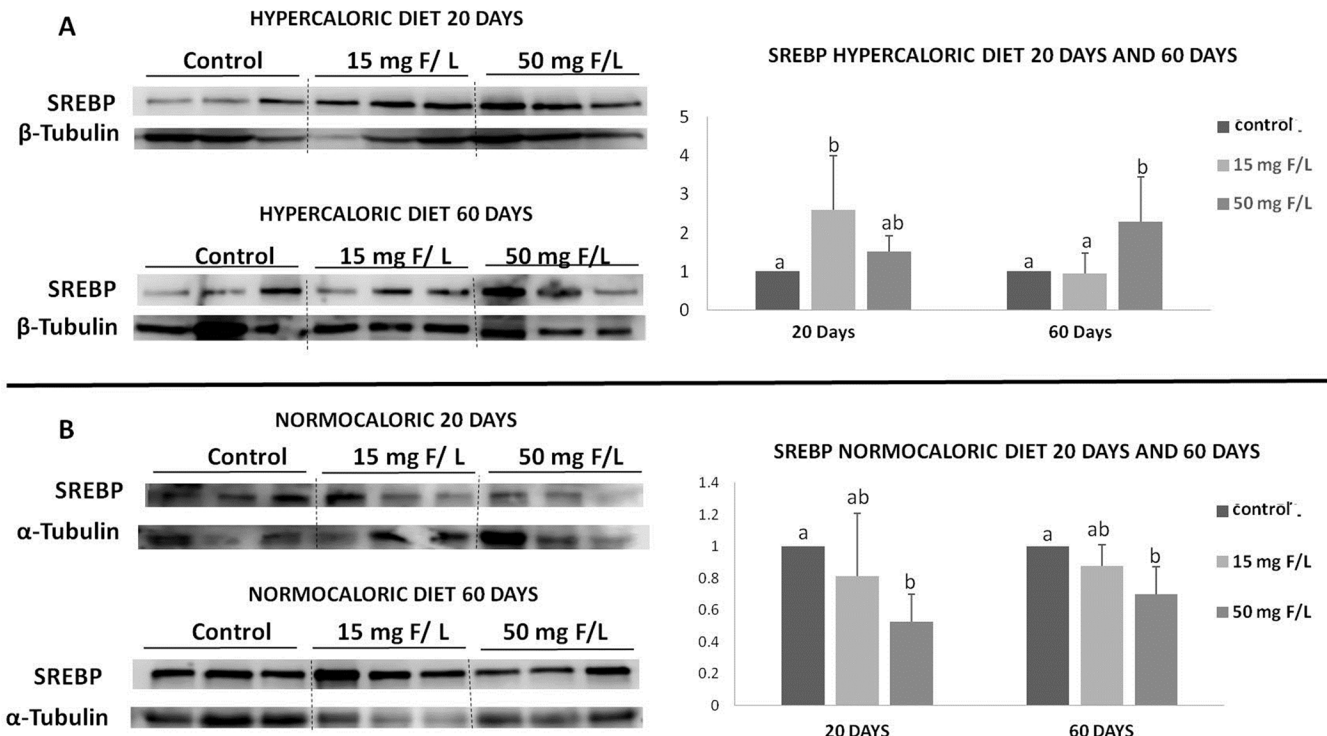 A
HYPERCALORIC DIET 20 DAYS
Control 15 mg F/ L 50 mg F/L
SREBP
β-Tubulin
HYPERCALORIC DIET 60 DAYS
Control 15 mg F/ L 50 mg F/L
SREBP
β-Tubulin
SREBP HYPERCALORIC DIET 20 DAYS AND 60 DAYS
5
4
3
2
1
0
a b ab a a b
20 Days 60 Days
control
15 mg F/L
50 mg F/L
B
NORMOCALORIC 20 DAYS
Control 15 mg F/ L 50 mg F/L
SREBP
α-Tubulin
NORMOCALORIC DIET 60 DAYS
Control 15 mg F/ L 50 mg F/L
SREBP
α-Tubulin
SREBP NORMOCALORIC DIET 20 DAYS AND 60 DAYS
1.4
1.2
1
0.8
0.6
0.4
0.2
0
a ab b a ab b
20 DAYS 60 DAYS
control
15 mg F/L
50 mg F/L